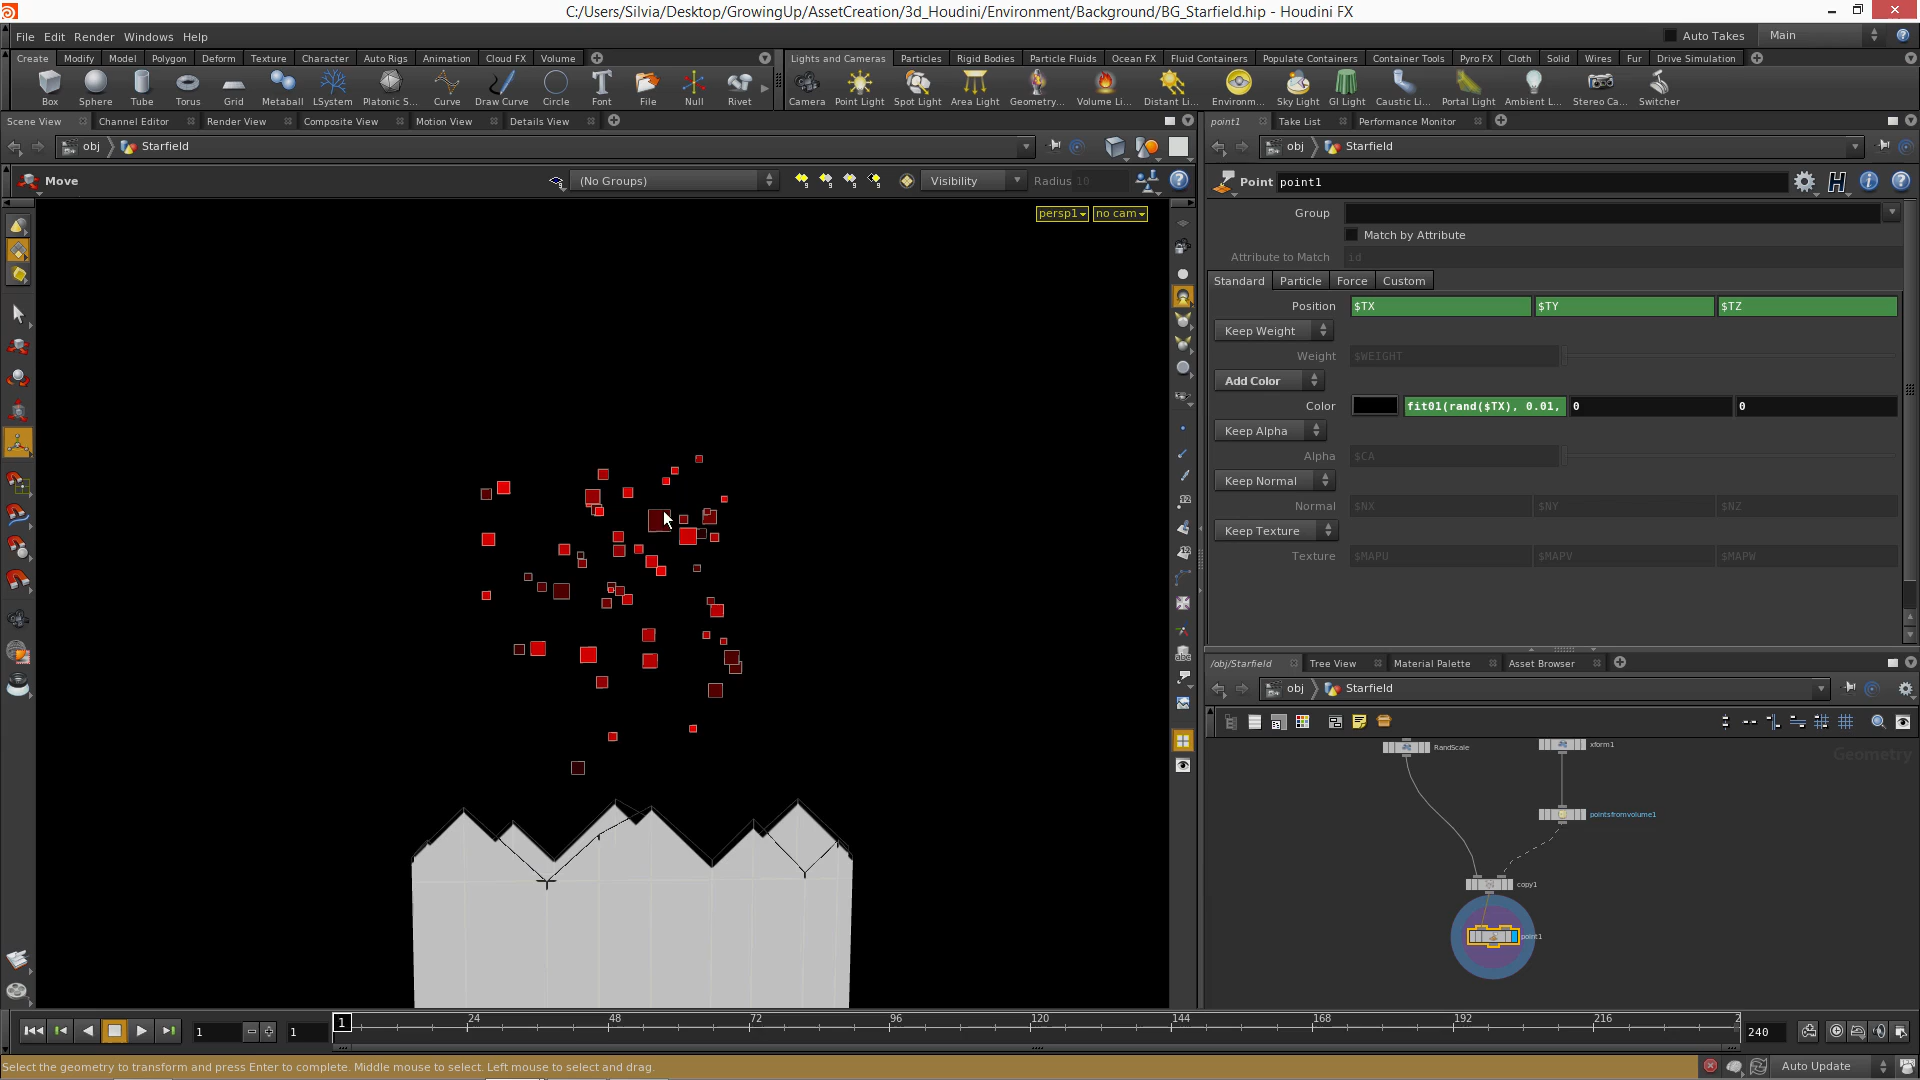 C:/Users/Silvia/Desktop/GrowingUp/AssetCreation/3d_Houdini/Environment/Background/BG_Starfield.hip - Houdini FX
File Edit Render Windows Help
Auto Takes Main
Create Modify Model Polygon Deform Texture Character Auto Rigs Animation Cloud FX Volume
Lights and Cameras Particles Rigid Bodies Particle Fluids Ocean FX Fluid Containers Populate Containers Container Tools Pyro FX Cloth Solid Wires Fur Drive Simulation
Box Sphere Tube Torus Grid Metaball LSystem Platonic S... Curve Draw Curve Circle Font File Null Rivet
Camera Point Light Spot Light Area Light Geometry... Volume Li... Distant Li... Environm... Sky Light GI Light Caustic Li... Portal Light Ambient L... Stereo Ca... Switcher
Scene View Channel Editor Render View Composite View Motion View Details View
point1 Take List Performance Monitor
obj Starfield
obj Starfield
Move (No Groups) Visibility Radius 10
Point point1
persp1 no cam
Group
Match by Attribute
Attribute to Match id
Standard Particle Force Custom
Position $TX $TY $TZ
Keep Weight
Weight $WEIGHT
Add Color
Color fit01(rand($TX), 0.01, 0 0
Keep Alpha
Alpha $CA
Keep Normal
Normal $NX $NY $NZ
Keep Texture
Texture $MAPU $MAPV $MAPW
/obj/Starfield Tree View Material Palette Asset Browser
obj Starfield
RandScale xform1
Geometry
pointsfromvolume1
copy1
point1
1 1 1 24 48 72 96 120 144 168 192 216 2 240
Select the geometry to transform and press Enter to complete. Middle mouse to select. Left mouse to select and drag.
Auto Update